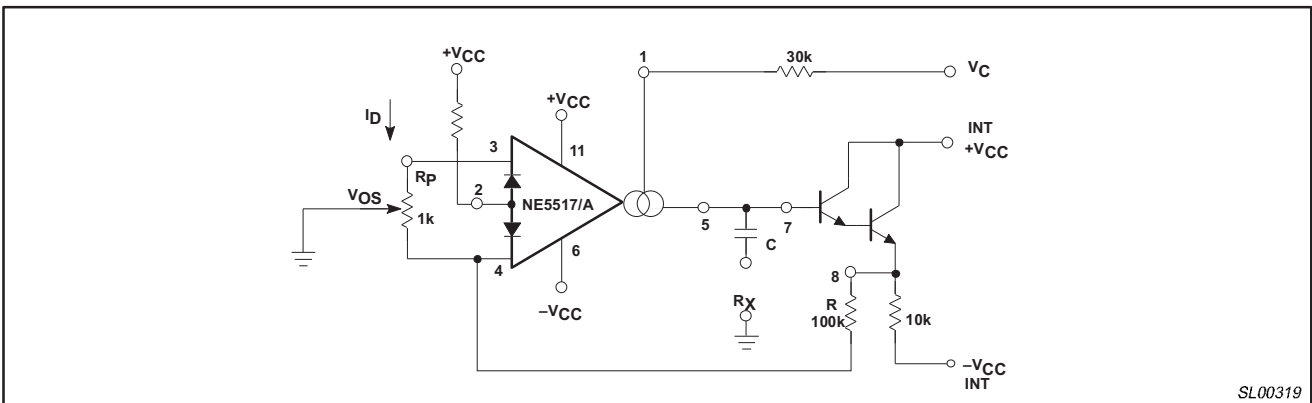 1
30k
VC
+VCC
+VCC
INT
+VCC
ID
3
11
RP
VOS
2
NE5517/A
1k
5
7
C
4
6
8
–VCC
RX
R
100k
10k
–VCC
INT
SL00319